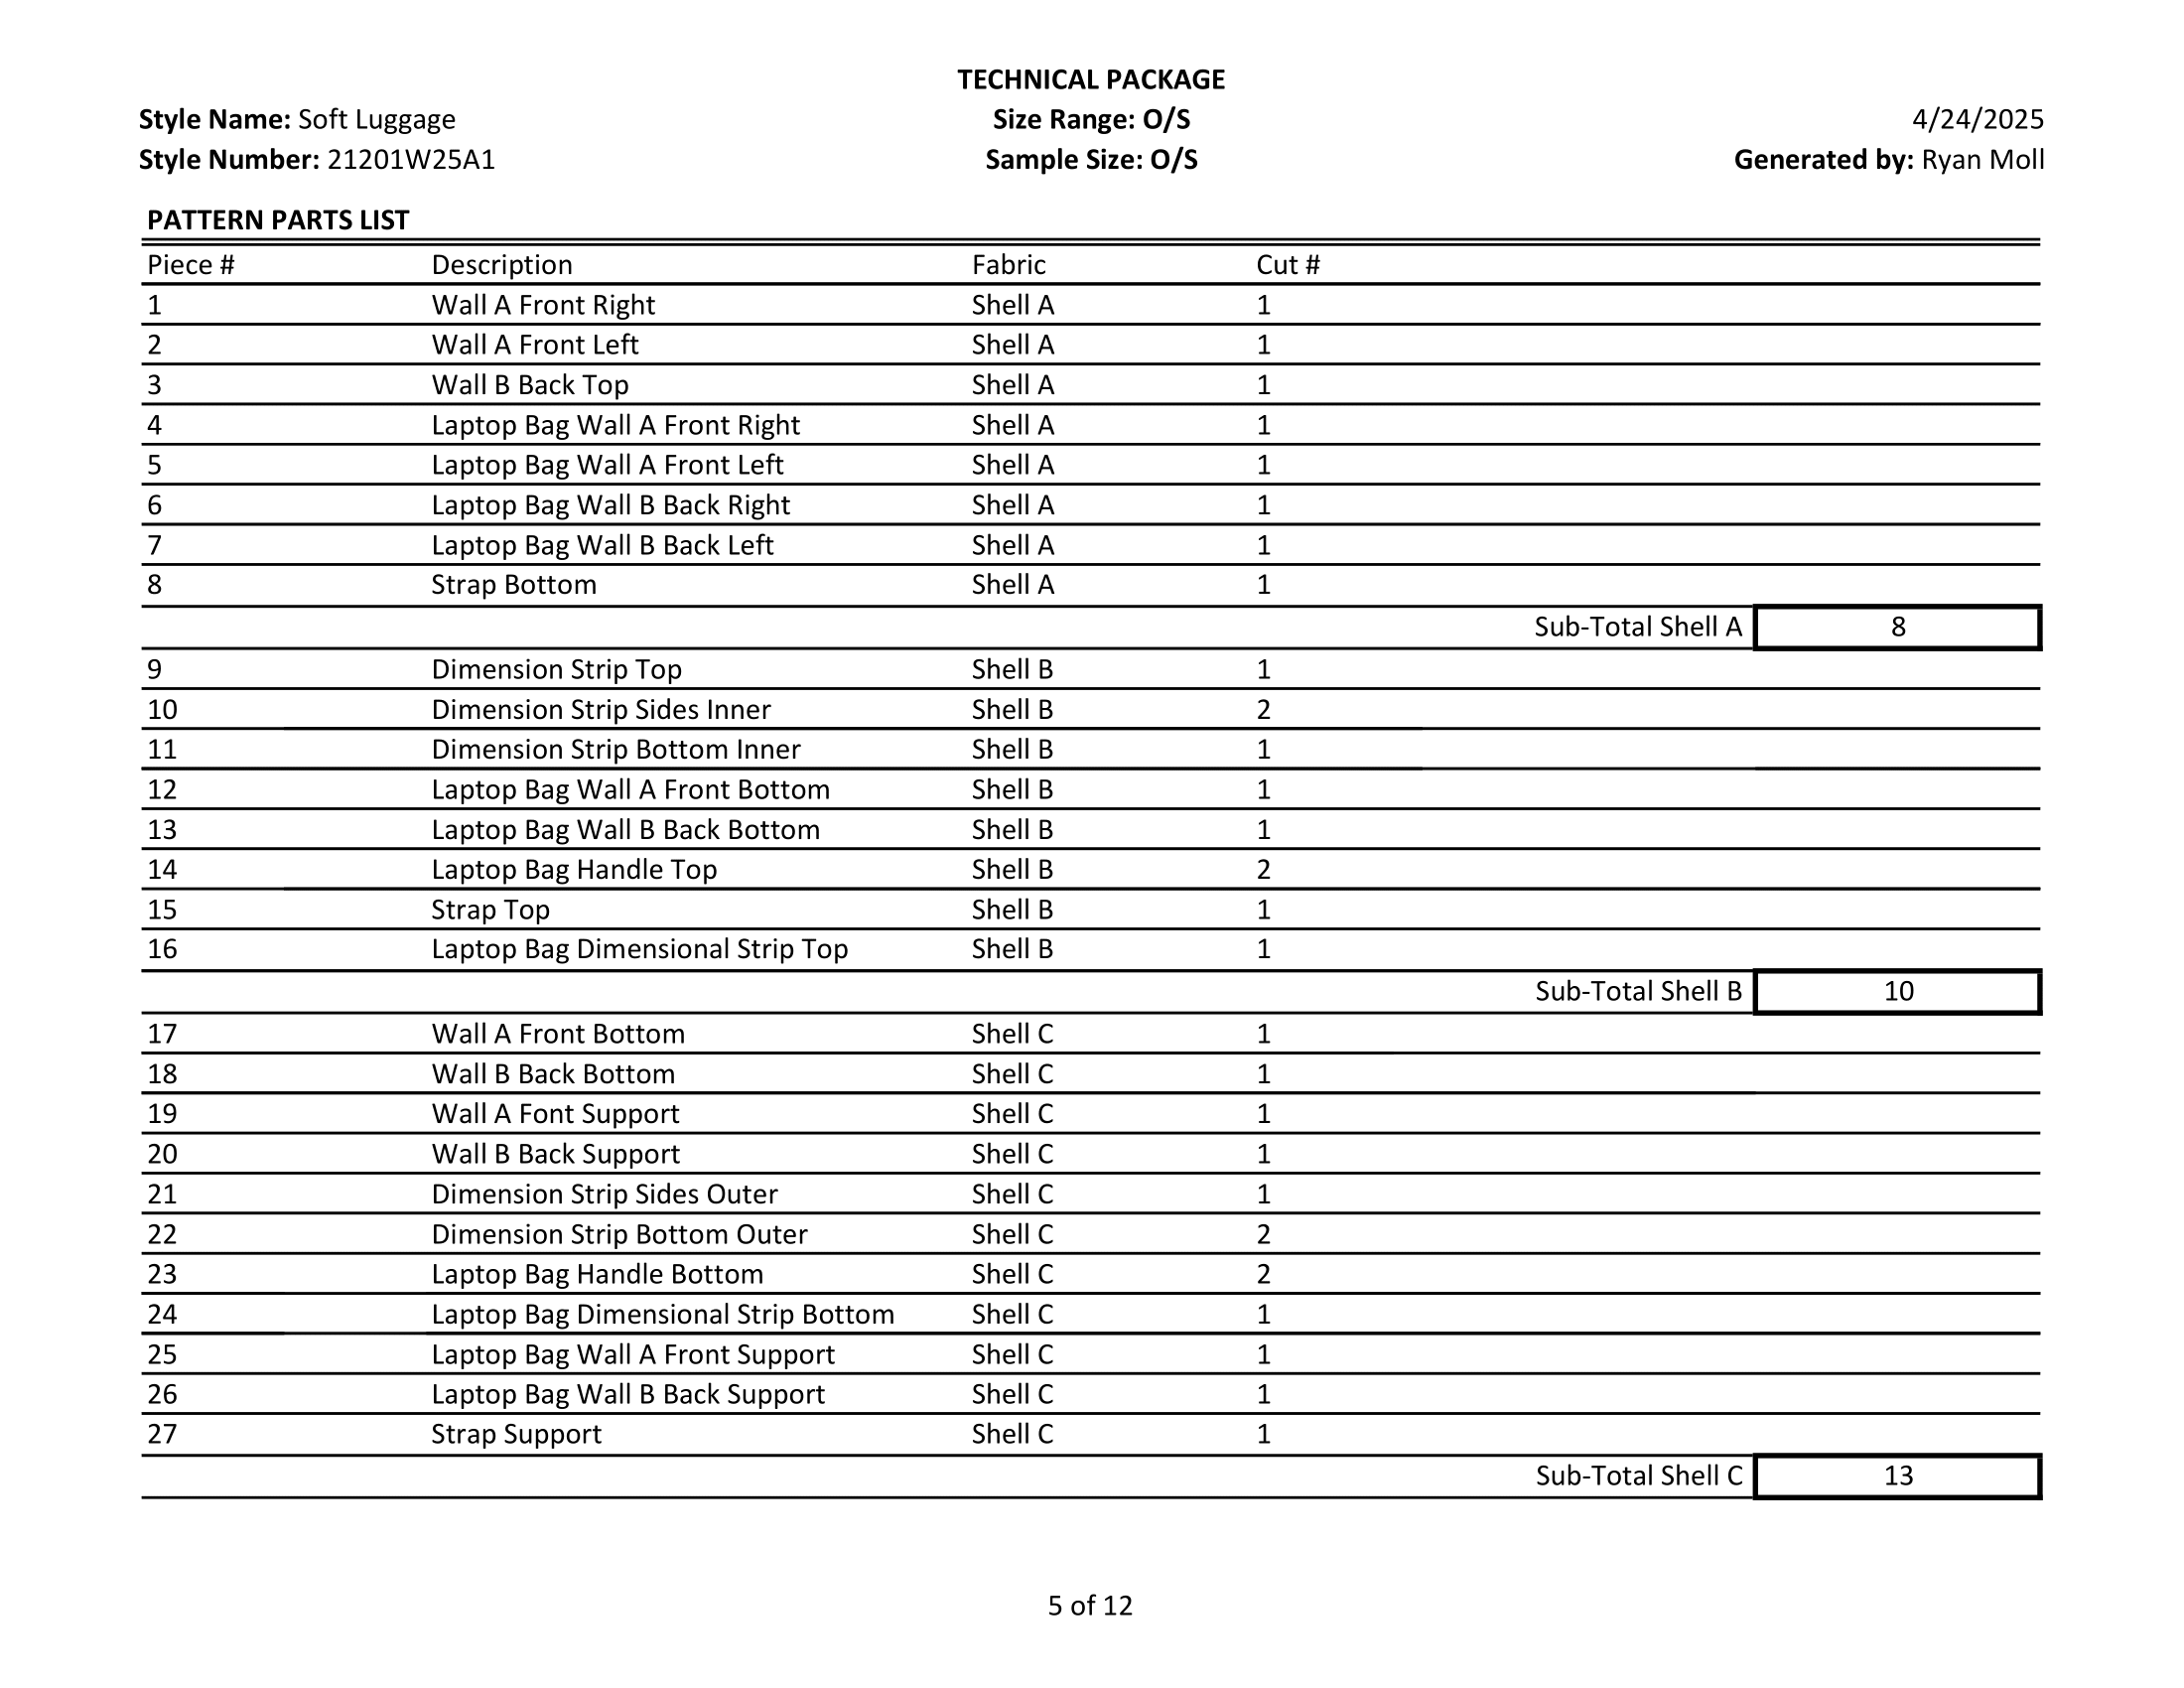 TECHNICAL PACKAGE
Style Name: Soft Luggage Size Range: O/S 4/24/2025
Style Number: 21201W25A1 Sample Size: O/S Generated by: Ryan Moll
PATTERN PARTS LIST
Piece # Description Fabric Cut #
1 Wall A Front Right Shell A 1
2 Wall A Front Left Shell A 1
3 Wall B Back Top Shell A 1
4 Laptop Bag Wall A Front Right Shell A 1
5 Laptop Bag Wall A Front Left Shell A 1
6 Laptop Bag Wall B Back Right Shell A 1
7 Laptop Bag Wall B Back Left Shell A 1
8 Strap Bottom Shell A 1
Sub-Total Shell A 8
9 Dimension Strip Top Shell B 1
10 Dimension Strip Sides Inner Shell B 2
11 Dimension Strip Bottom Inner Shell B 1
12 Laptop Bag Wall A Front Bottom Shell B 1
13 Laptop Bag Wall B Back Bottom Shell B 1
14 Laptop Bag Handle Top Shell B 2
15 Strap Top Shell B 1
16 Laptop Bag Dimensional Strip Top Shell B 1
Sub-Total Shell B 10
17 Wall A Front Bottom Shell C 1
18 Wall B Back Bottom Shell C 1
19 Wall A Font Support Shell C 1
20 Wall B Back Support Shell C 1
21 Dimension Strip Sides Outer Shell C 1
22 Dimension Strip Bottom Outer Shell C 2
23 Laptop Bag Handle Bottom Shell C 2
24 Laptop Bag Dimensional Strip Bottom Shell C 1
25 Laptop Bag Wall A Front Support Shell C 1
26 Laptop Bag Wall B Back Support Shell C 1
27 Strap Support Shell C 1
Sub-Total Shell C 13
5 of 12